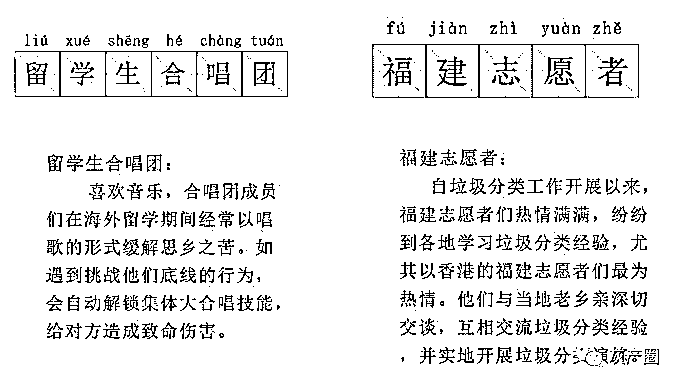 liú xué shēng hé chàng tuán
留学生合唱团
留学生合唱团：
喜欢音乐，合唱团成员
们在海外留学期间经常以唱
歌的形式缓解思乡之苦。如
遇到挑战他们底线的行为，
会自动解锁集体大合唱技能，
给对方造成致命伤害。
fú jiàn zhì yuàn zhě
福建志愿者
福建志愿者：
自垃圾分类工作开展以来，
福建志愿者们热情满满，纷纷
到各地学习垃圾分类经验，尤
其以香港的福建志愿者们最为
热情。他们与当地老乡亲深切
交谈，互相交流垃圾分类经验
，并实地开展垃圾分类演练。
圈